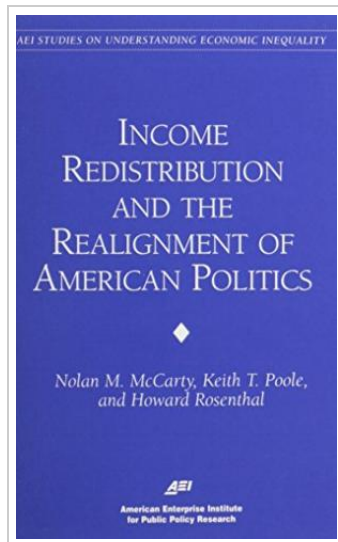 AEI STUDIES ON UNDERSTANDING ECONOMIC INEQUALITY
INCOME
REDISTRIBUTION
AND THE
REALIGNMENT OF
AMERICAN POLITICS
Nolan M. McCarty, Keith T. Poole,
and Howard Rosenthal
AEI
American Enterprise Institute
for Public Policy Research